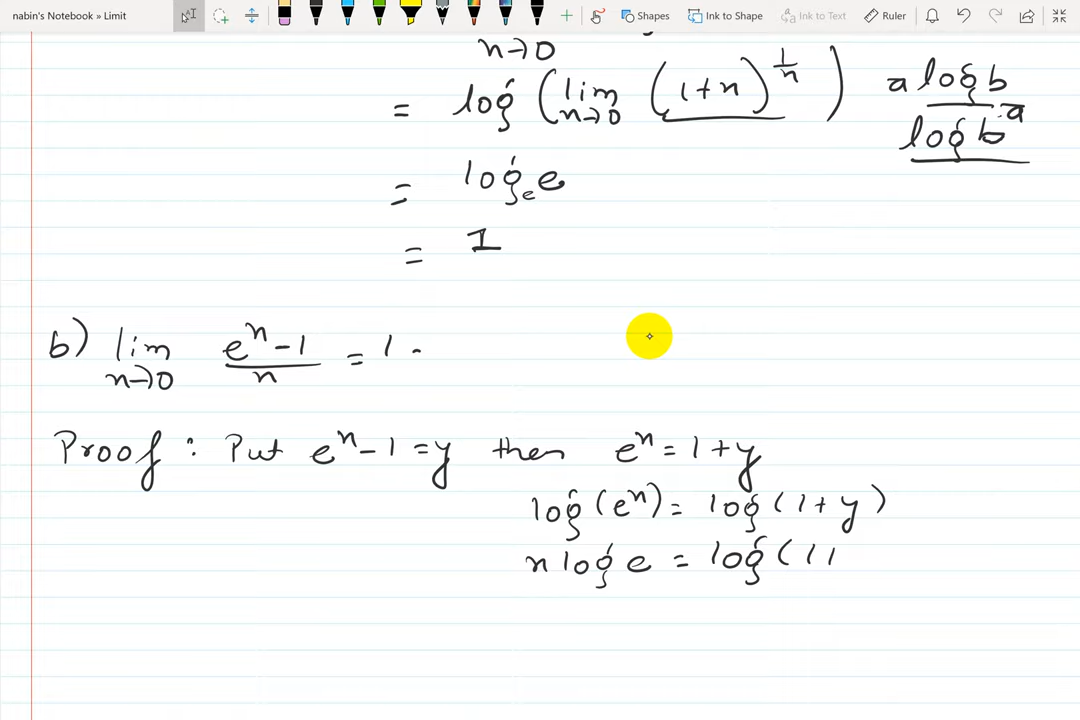 nabin's Notebook » Limit
Shapes Ink to Shape Ink to Text Ruler
n→0
= log (lim n→0 (1+n)^{1/n})
a log b
log b^a
= log_e e
= 1
b) lim n→0 (e^n-1)/n = 1.
Proof : Put e^n-1=y then e^n=1+y
log(e^n)= log(1+y)
n log e = log(1